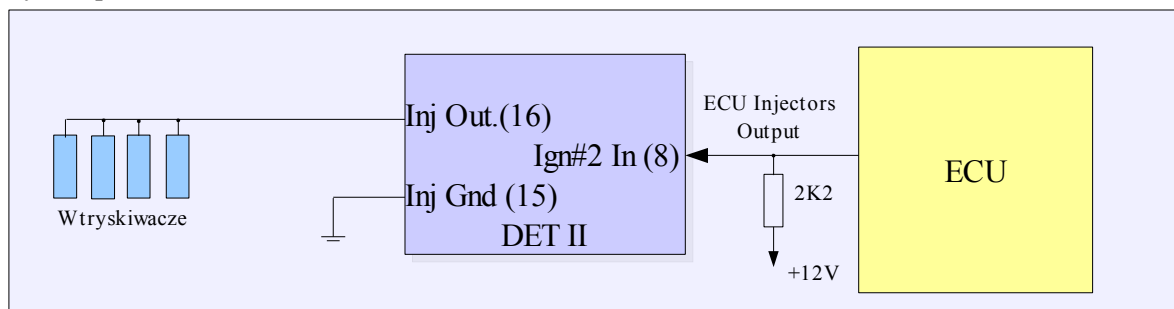 Inj Out.(16)
ECU Injectors
Output
Ign#2 In (8)
ECU
Inj Gnd (15)
2K2
Wtryskiwacze
DET II
+12V